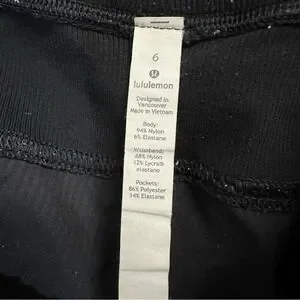 6
lululemon
Designed in
Vancouver
Made in Vietnam
Body:
94% Nylon
6% Elastane
Waistband:
88% Nylon
12% Lycra®
elastane
Pockets:
86% Polyester
14% Elastane